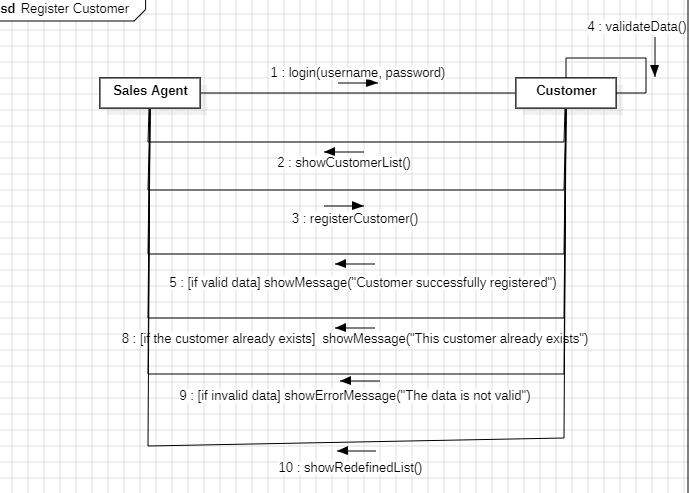 sd Register Customer
4 : validateData()
1 : login(username, password)
Sales Agent
Customer
2 : showCustomerList()
3 : registerCustomer()
5 : [if valid data] showMessage("Customer successfully registered")
8 : [if the customer already exists] showMessage("This customer already exists")
9 : [if invalid data] showErrorMessage("The data is not valid")
10 : showRedefinedList()